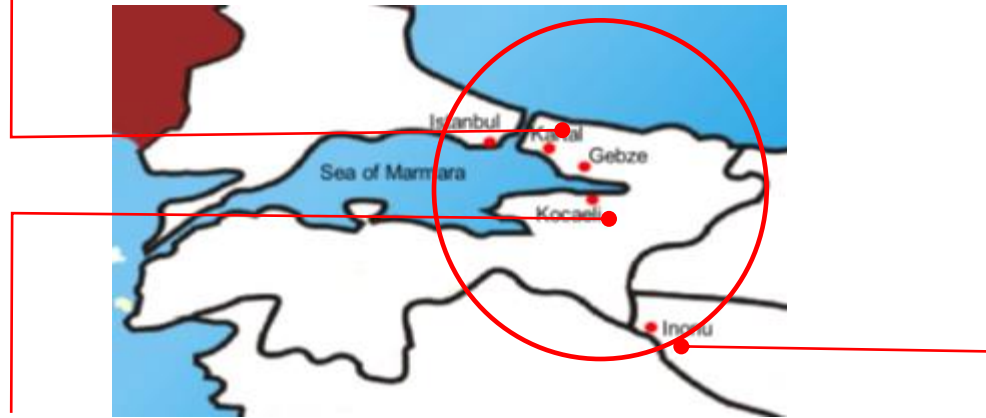 Istanbul
Kartal
Gebze
Sea of Marmara
Kocaeli
Inonu